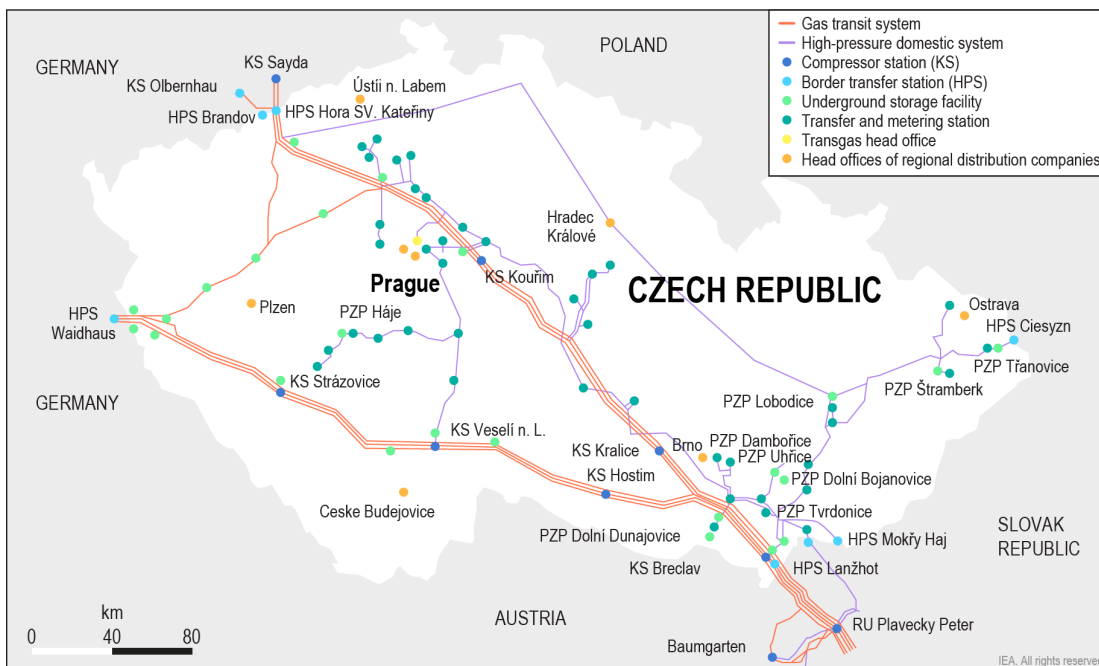 GERMANY
POLAND
KS Sayda
KS Olbernhau
Ústíi n. Labem
HPS Brandov
HPS Hora SV. Kateřiny
Gas transit system
High-pressure domestic system
Compressor station (KS)
Border transfer station (HPS)
Underground storage facility
Transfer and metering station
Transgas head office
Head offices of regional distribution companies
Hradec
Králové
Prague
KS Kouřim
CZECH REPUBLIC
HPS
Waidhaus
Plzen
PZP Háje
Ostrava
HPS Ciesyzn
PZP Třanovice
PZP Štramberk
KS Strázovice
GERMANY
PZP Lobodice
KS Veselí n. L.
KS Kralice
Brno
PZP Dambořice
PZP Uhřice
KS Hostim
PZP Dolní Bojanovice
Ceske Budejovice
PZP Tvrdonice
PZP Dolní Dunajovice
HPS Mokřy Haj
SLOVAK
REPUBLIC
KS Breclav
HPS Lanžhot
km
0 40 80
AUSTRIA
RU Plavecky Peter
Baumgarten
IEA. All rights reserved